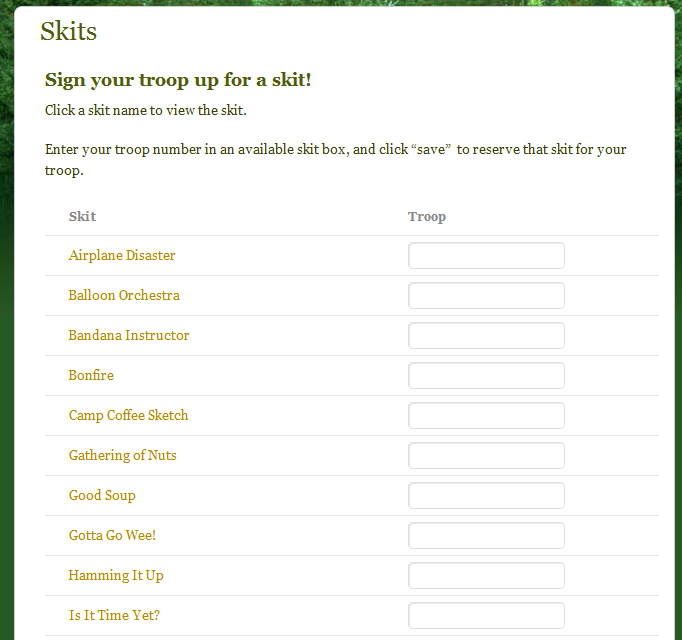 Skits
Sign your troop up for a skit!
Click a skit name to view the skit.
Enter your troop number in an available skit box, and click “save”  to reserve that skit for your
troop.
Skit Troop
Airplane Disaster
Balloon Orchestra
Bandana Instructor
Bonfire
Camp Coffee Sketch
Gathering of Nuts
Good Soup
Gotta Go Wee!
Hamming It Up
Is It Time Yet?